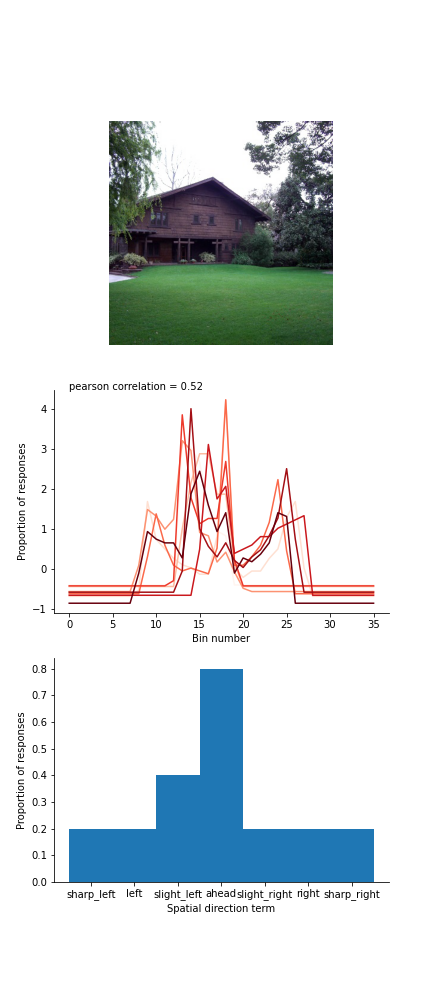 pearson correlation = 0.52
4
3
2
1
0
−1
Proportion of responses
0 5 10 15 20 25 30 35
Bin number
0.8
0.7
0.6
0.5
0.4
0.3
0.2
0.1
0.0
Proportion of responses
sharp_left left slight_left ahead slight_right right sharp_right
Spatial direction term